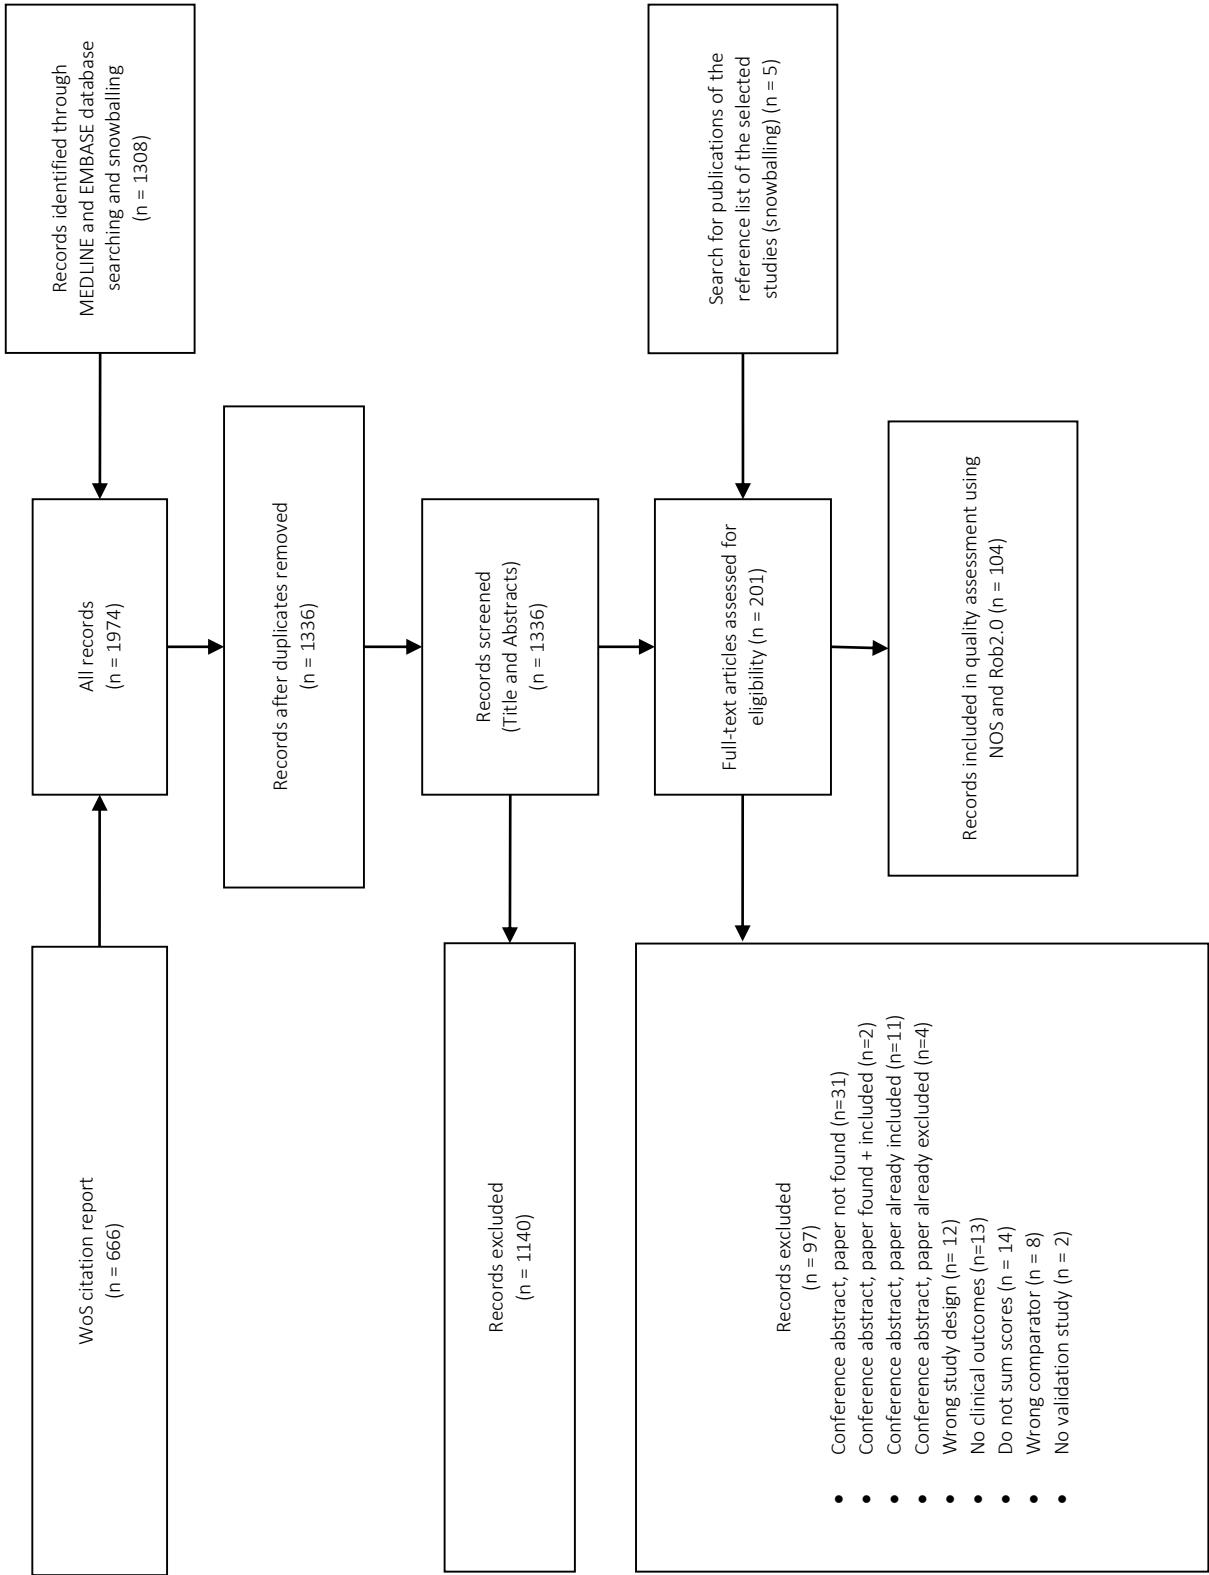 Records identified through
MEDLINE and EMBASE database
searching and snowballing
(n = 1308)
All records
(n = 1974)
WoS citation report
(n = 666)
Records after duplicates removed
(n = 1336)
Records screened
(Title and Abstracts)
(n = 1336)
Records excluded
(n = 1140)
Search for publications of the
reference list of the selected
studies (snowballing) (n = 5)
Full-text articles assessed for
eligibility (n = 201)
Records excluded
(n = 97)
• Conference abstract, paper not found (n=31)
• Conference abstract, paper found + included (n=2)
• Conference abstract, paper already included (n=11)
• Conference abstract, paper already excluded (n=4)
• Wrong study design (n= 12)
• No clinical outcomes (n=13)
• Do not sum scores (n = 14)
• Wrong comparator (n = 8)
• No validation study (n = 2)
Records included in quality assessment using
NOS and Rob2.0 (n = 104)